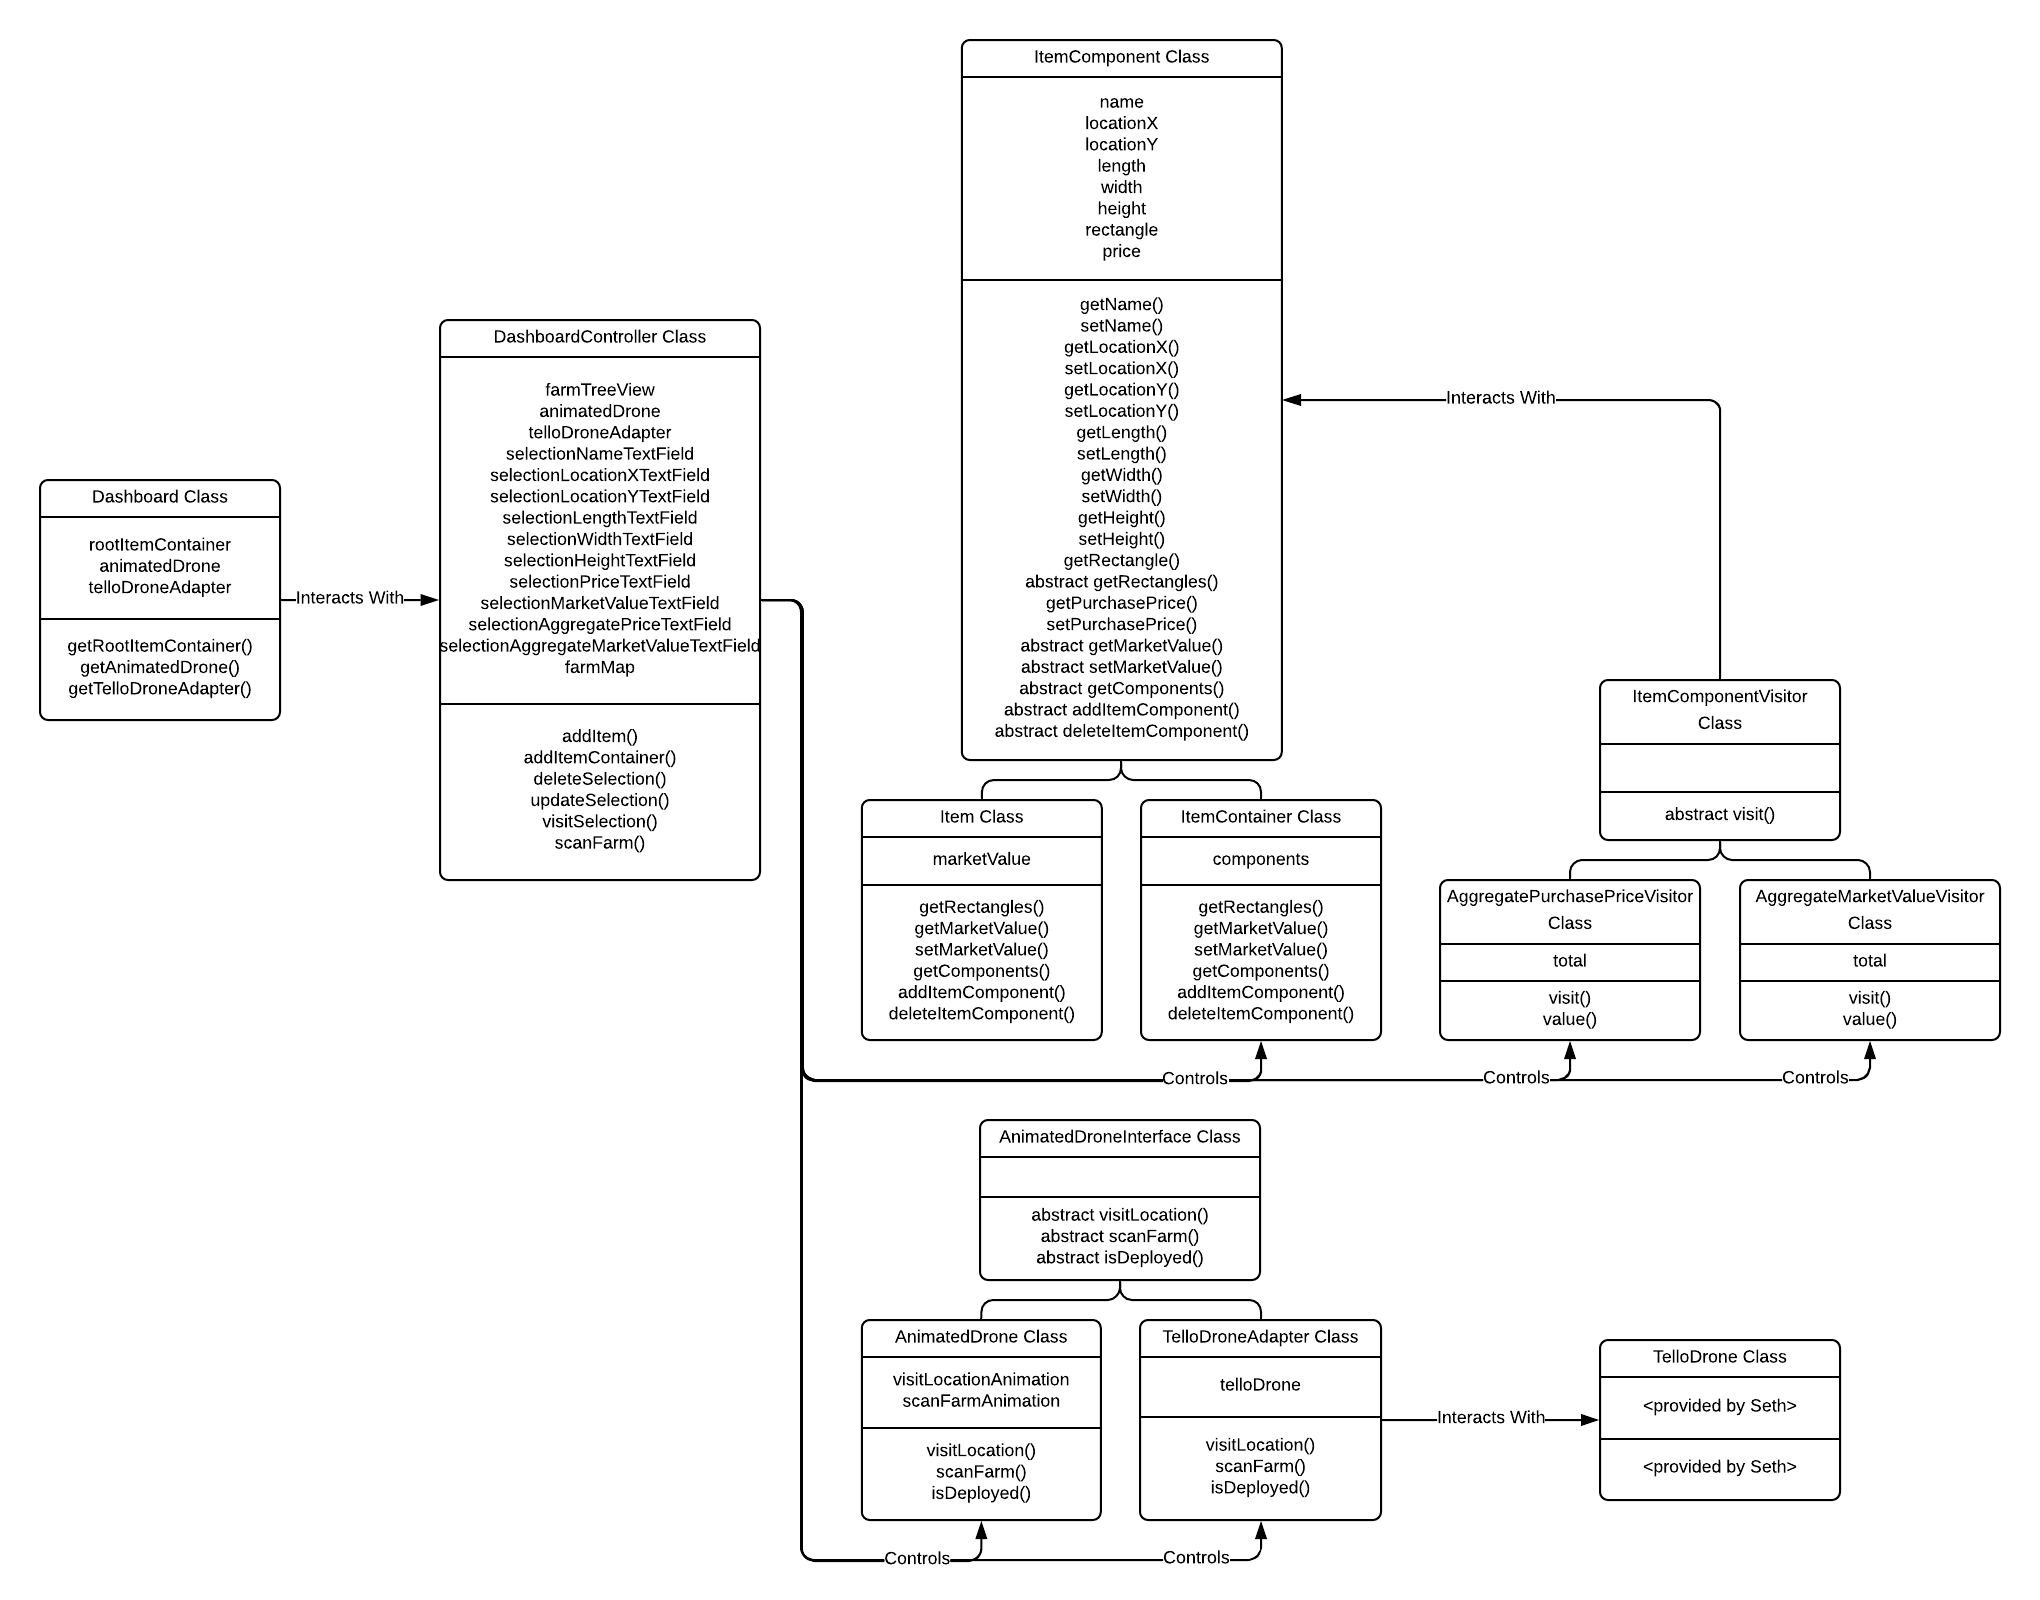 ItemComponent Class
name
locationX
locationY
length
width
height
rectangle
price
getName()
setName()
getLocationX()
setLocationX()
getLocationY()
setLocationY()
getLength()
setLength()
getWidth()
setWidth()
getHeight()
setHeight()
getRectangle()
abstract getRectangles()
getPurchasePrice()
setPurchasePrice()
abstract getMarketValue()
abstract setMarketValue()
abstract getComponents()
abstract addItemComponent()
abstract deleteItemComponent()
DashboardController Class
farmTreeView
animatedDrone
telloDroneAdapter
selectionNameTextField
selectionLocationXTextField
selectionLocationYTextField
selectionLengthTextField
selectionWidthTextField
selectionHeightTextField
selectionPriceTextField
selectionMarketValueTextField
selectionAggregatePriceTextField
selectionAggregateMarketValueTextField
farmMap
addItem()
addItemContainer()
deleteSelection()
updateSelection()
visitSelection()
scanFarm()
Dashboard Class
rootItemContainer
animatedDrone
telloDroneAdapter
getRootItemContainer()
getAnimatedDrone()
getTelloDroneAdapter()
Interacts With
Interacts With
ItemComponentVisitor
Class
abstract visit()
Item Class
marketValue
getRectangles()
getMarketValue()
setMarketValue()
getComponents()
addItemComponent()
deleteItemComponent()
ItemContainer Class
components
getRectangles()
getMarketValue()
setMarketValue()
getComponents()
addItemComponent()
deleteItemComponent()
AggregatePurchasePriceVisitor
Class
total
visit()
value()
AggregateMarketValueVisitor
Class
total
visit()
value()
Controls
Controls
Controls
AnimatedDroneInterface Class
abstract visitLocation()
abstract scanFarm()
abstract isDeployed()
AnimatedDrone Class
visitLocationAnimation
scanFarmAnimation
visitLocation()
scanFarm()
isDeployed()
TelloDroneAdapter Class
telloDrone
visitLocation()
scanFarm()
isDeployed()
Interacts With
TelloDrone Class
<provided by Seth>
<provided by Seth>
Controls
Controls